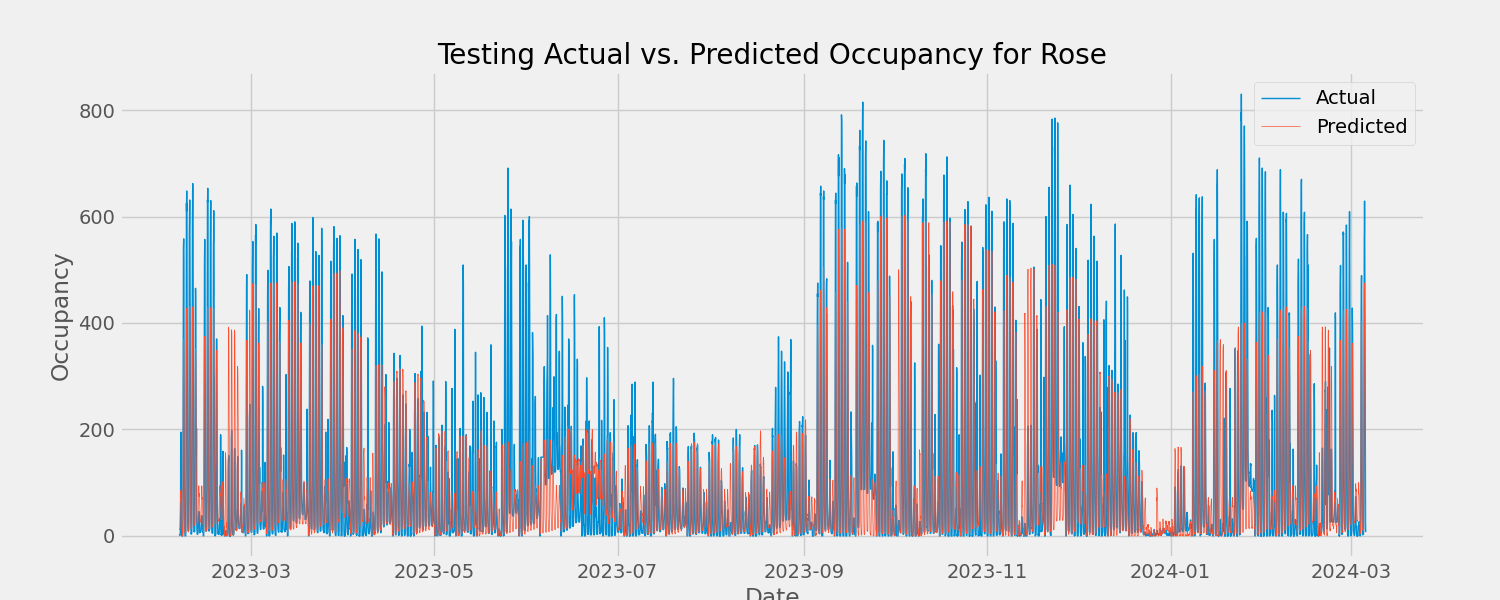 Testing Actual vs. Predicted Occupancy for Rose
Actual
Predicted
Occupancy
800
600
400
200
0
2023-03
2023-05
2023-07
2023-09
2023-11
2024-01
2024-03
Date